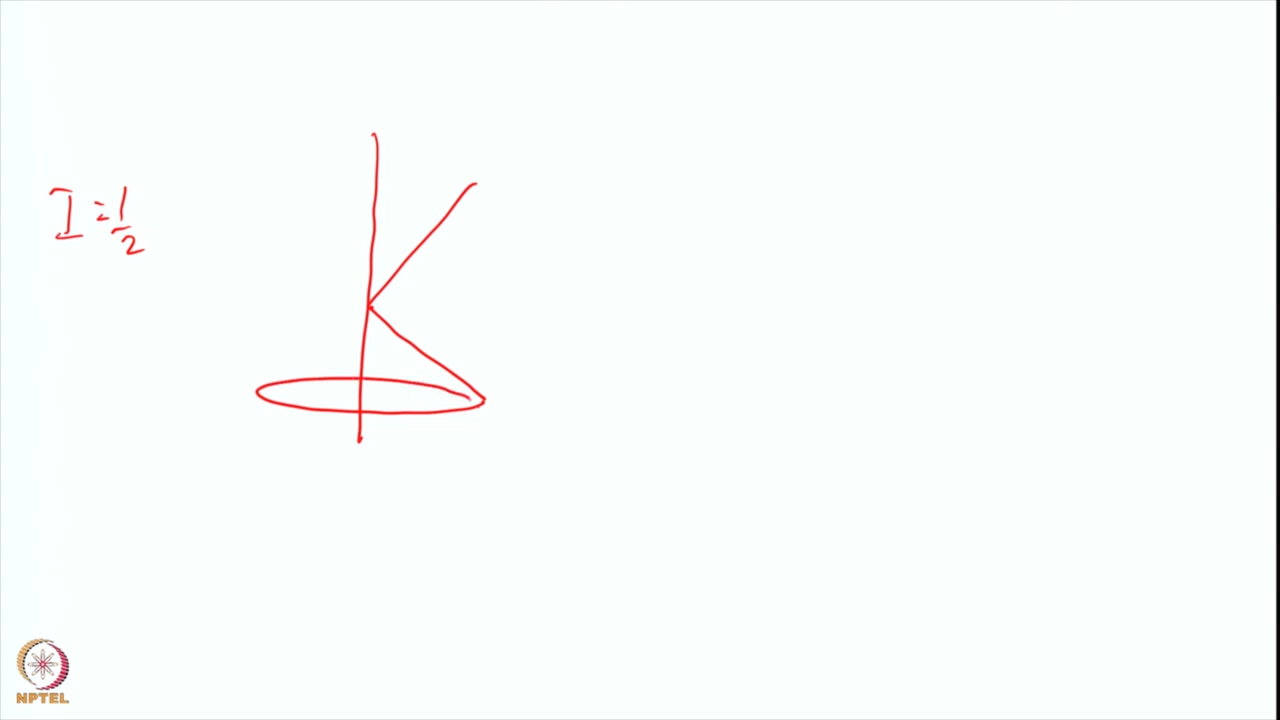 I = 1/2
NPTEL